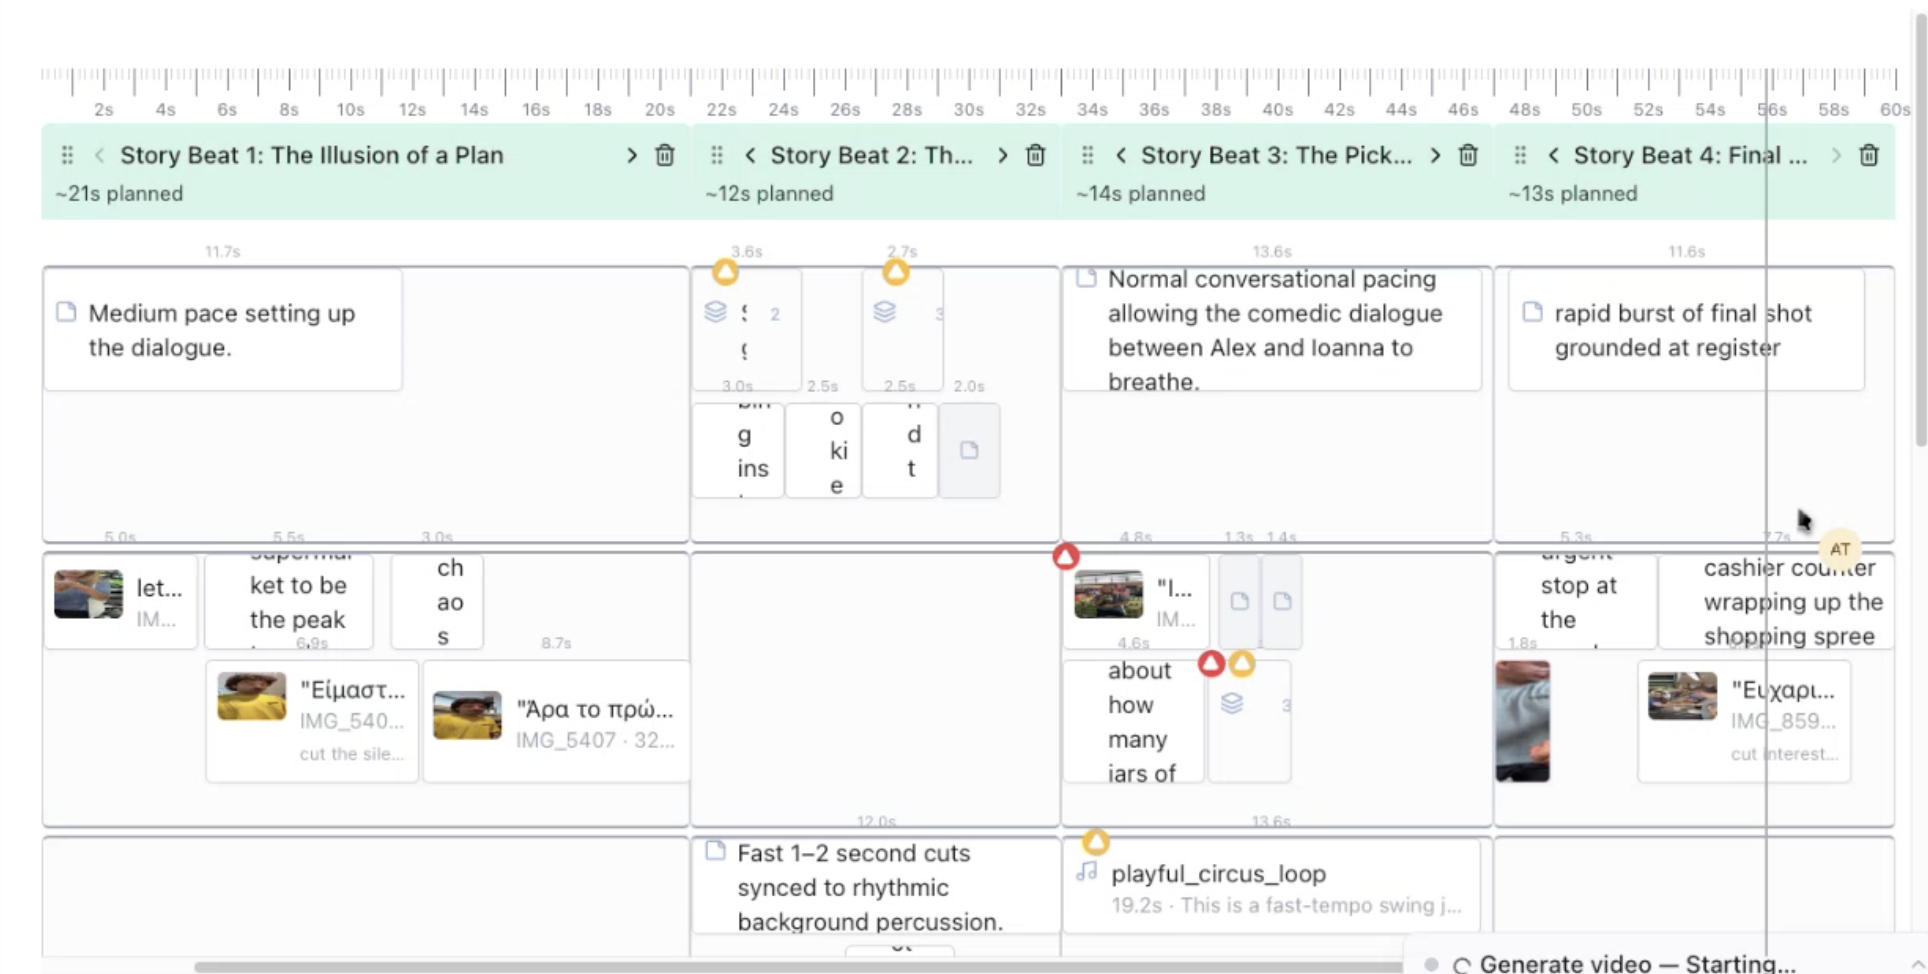 2s 4s 6s 8s 10s 12s 14s 16s 18s 20s 22s 24s 26s 28s 30s 32s 34s 36s 38s 40s 42s 44s 46s 48s 50s 52s 54s 56s 58s 60s
Story Beat 1: The Illusion of a Plan
~21s planned
Story Beat 2: Th...
~12s planned
Story Beat 3: The Pick...
~14s planned
Story Beat 4: Final ...
~13s planned
11.7s
Medium pace setting up
the dialogue.
3.6s
2
2.7s
3
3.0s
g
ins
2.5s
o
ki
e
2.5s
d
t
2.0s
13.6s
Normal conversational pacing
allowing the comedic dialogue
between Alex and Ioanna to
breathe.
11.6s
rapid burst of final shot
grounded at register
5.0s
let...
IM...
5.5s
supermar
ket to be
the peak
3.0s
ch
ao
s
6.9s
"Είμαστ...
IMG_540...
cut the sile...
8.7s
"Άρα το πρώ...
IMG_5407 · 32...
4.8s
"I...
IM...
1.3s
1.4s
4.6s
about
how
many
jars of
3
5.3s
urgent
stop at
the
7.7s
AT
cashier counter
wrapping up the
shopping spree
1.8s
"Ευχαρι...
IMG_859...
cut interest...
12.0s
Fast 1–2 second cuts
synced to rhythmic
background percussion.
13.6s
playful_circus_loop
19.2s · This is a fast-tempo swing j...
Generate video — Starting...